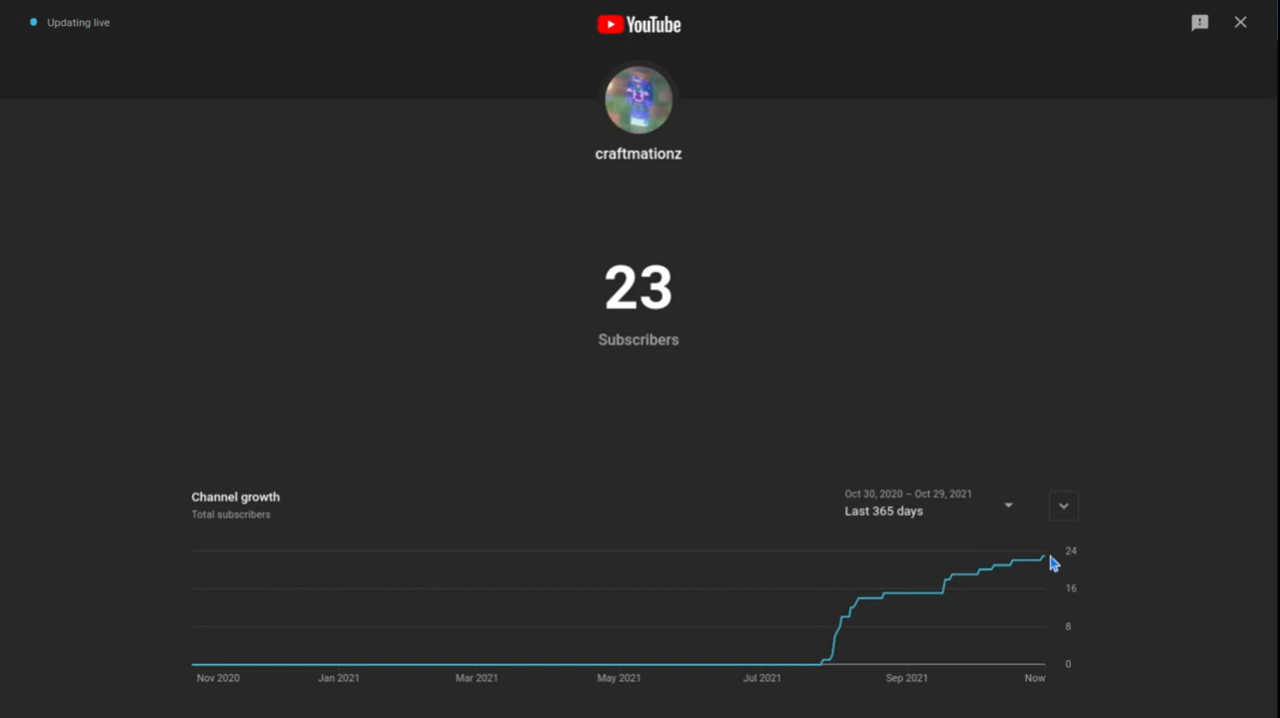 Updating live
YouTube
craftmationz
23
Subscribers
Channel growth
Total subscribers
Oct 30, 2020 – Oct 29, 2021
Last 365 days
24
16
8
0
Nov 2020
Jan 2021
Mar 2021
May 2021
Jul 2021
Sep 2021
Now